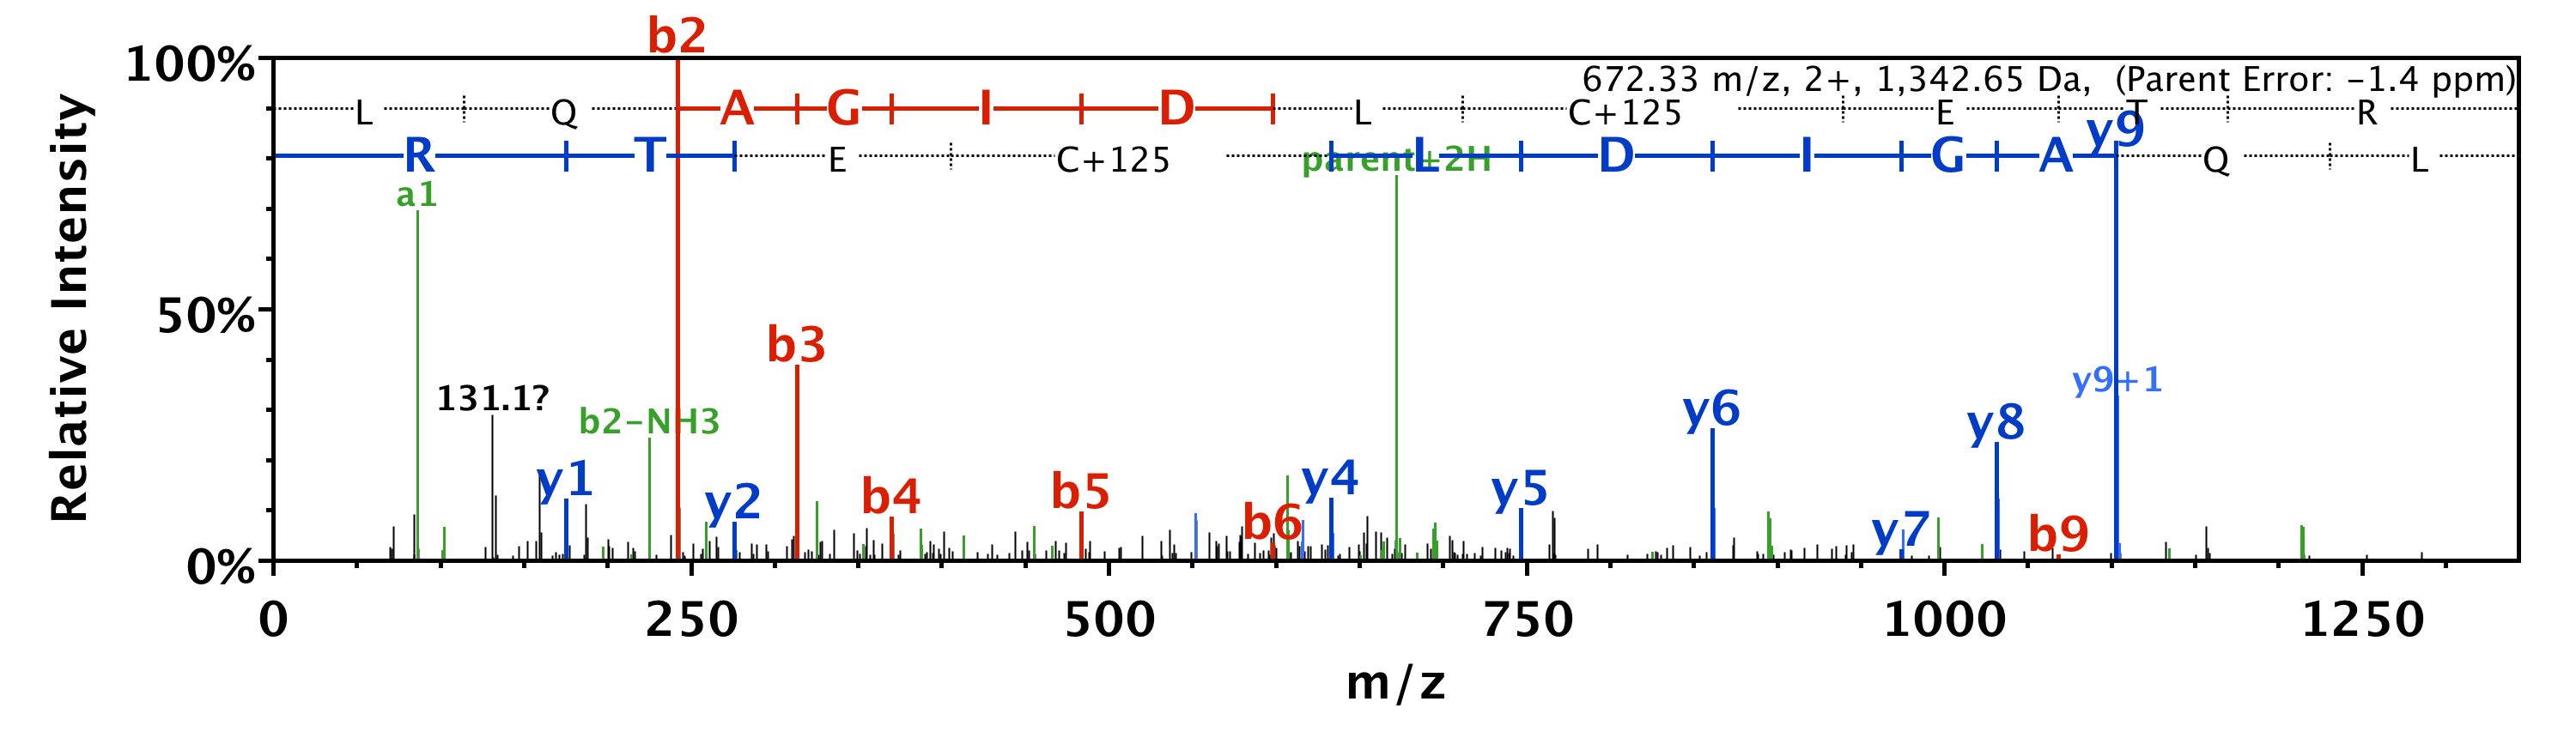 b2
100%
672.33 m/z, 2+, 1,342.65 Da, (Parent Error: −1.4 ppm)
L Q A G I D L C+125 E T R
y9
R T E C+125 parent+2H L D I G A Q L
a1
50%
b3
y9+1
131.1?
b2−NH3
y6
y8
y1
y2
b4
b5
b6
y4
y5
y7
b9
0%
0 250 500 750 1000 1250
m/z
Relative Intensity